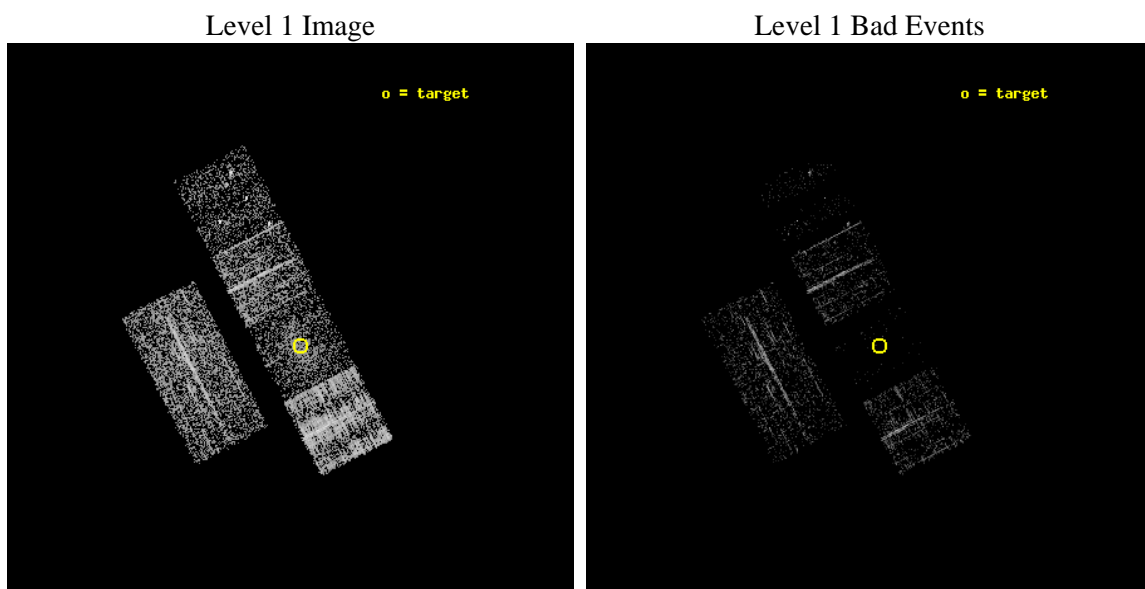 Level 1 Image
Level 1 Bad Events
o = target
o = target